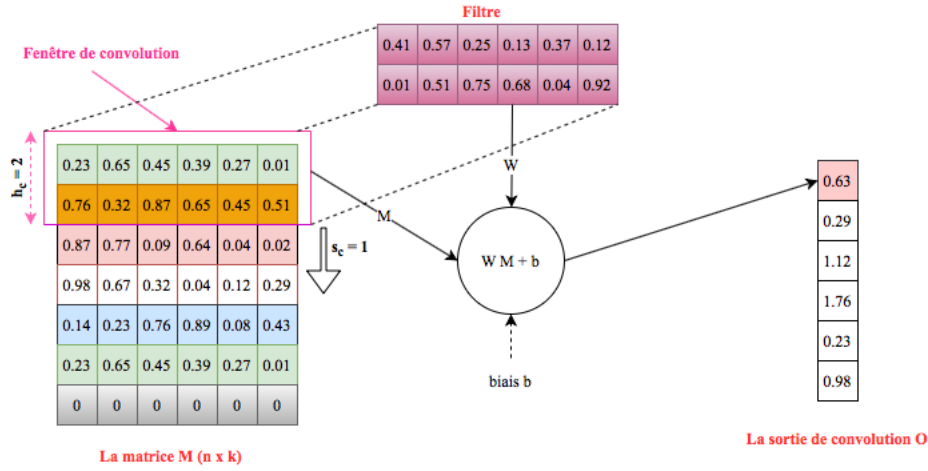 Filtre
0.41 0.57 0.25 0.13 0.37 0.12
0.01 0.51 0.75 0.68 0.04 0.92
Fenêtre de convolution
h_c = 2
0.23 0.65 0.45 0.39 0.27 0.01
0.76 0.32 0.87 0.65 0.45 0.51
0.87 0.77 0.09 0.64 0.04 0.02
0.98 0.67 0.32 0.04 0.12 0.29
0.14 0.23 0.76 0.89 0.08 0.43
0.23 0.65 0.45 0.39 0.27 0.01
0 0 0 0 0 0
s_c = 1
La matrice M (n x k)
W
M
W M + b
biais b
0.63
0.29
1.12
1.76
0.23
0.98
La sortie de convolution O